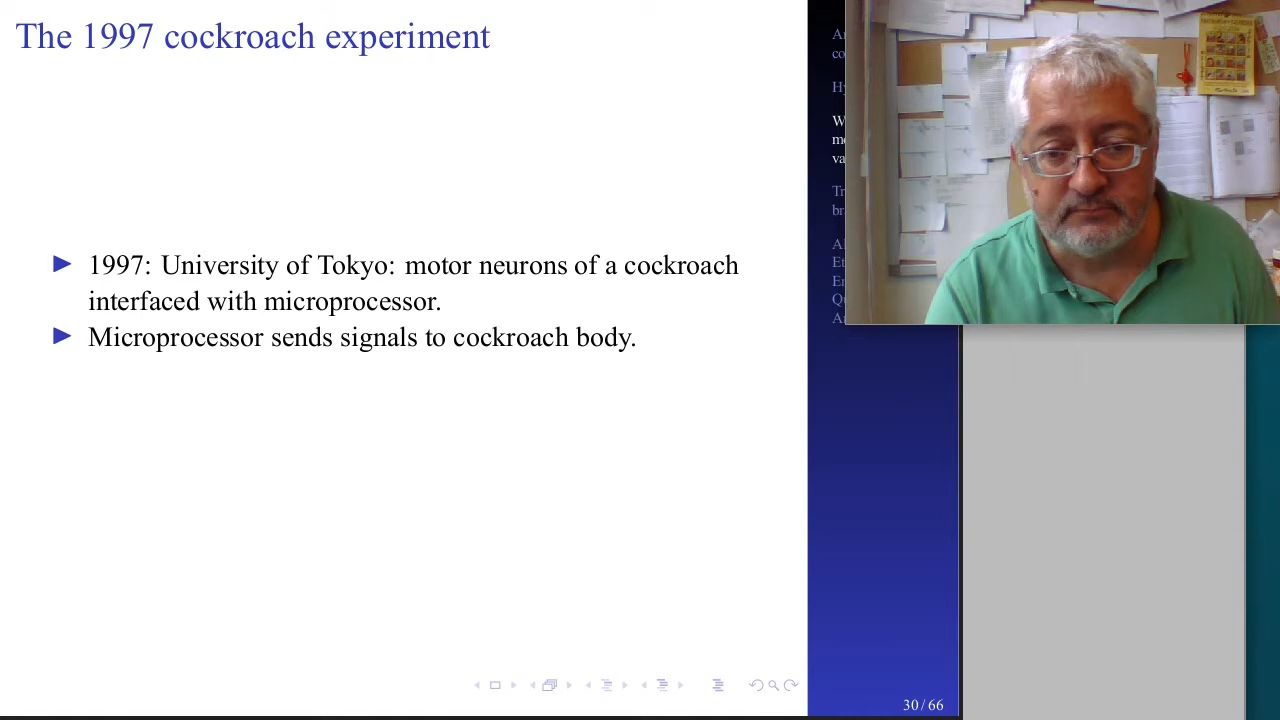 The 1997 cockroach experiment
► 1997: University of Tokyo: motor neurons of a cockroach
interfaced with microprocessor.
► Microprocessor sends signals to cockroach body.
30 / 66